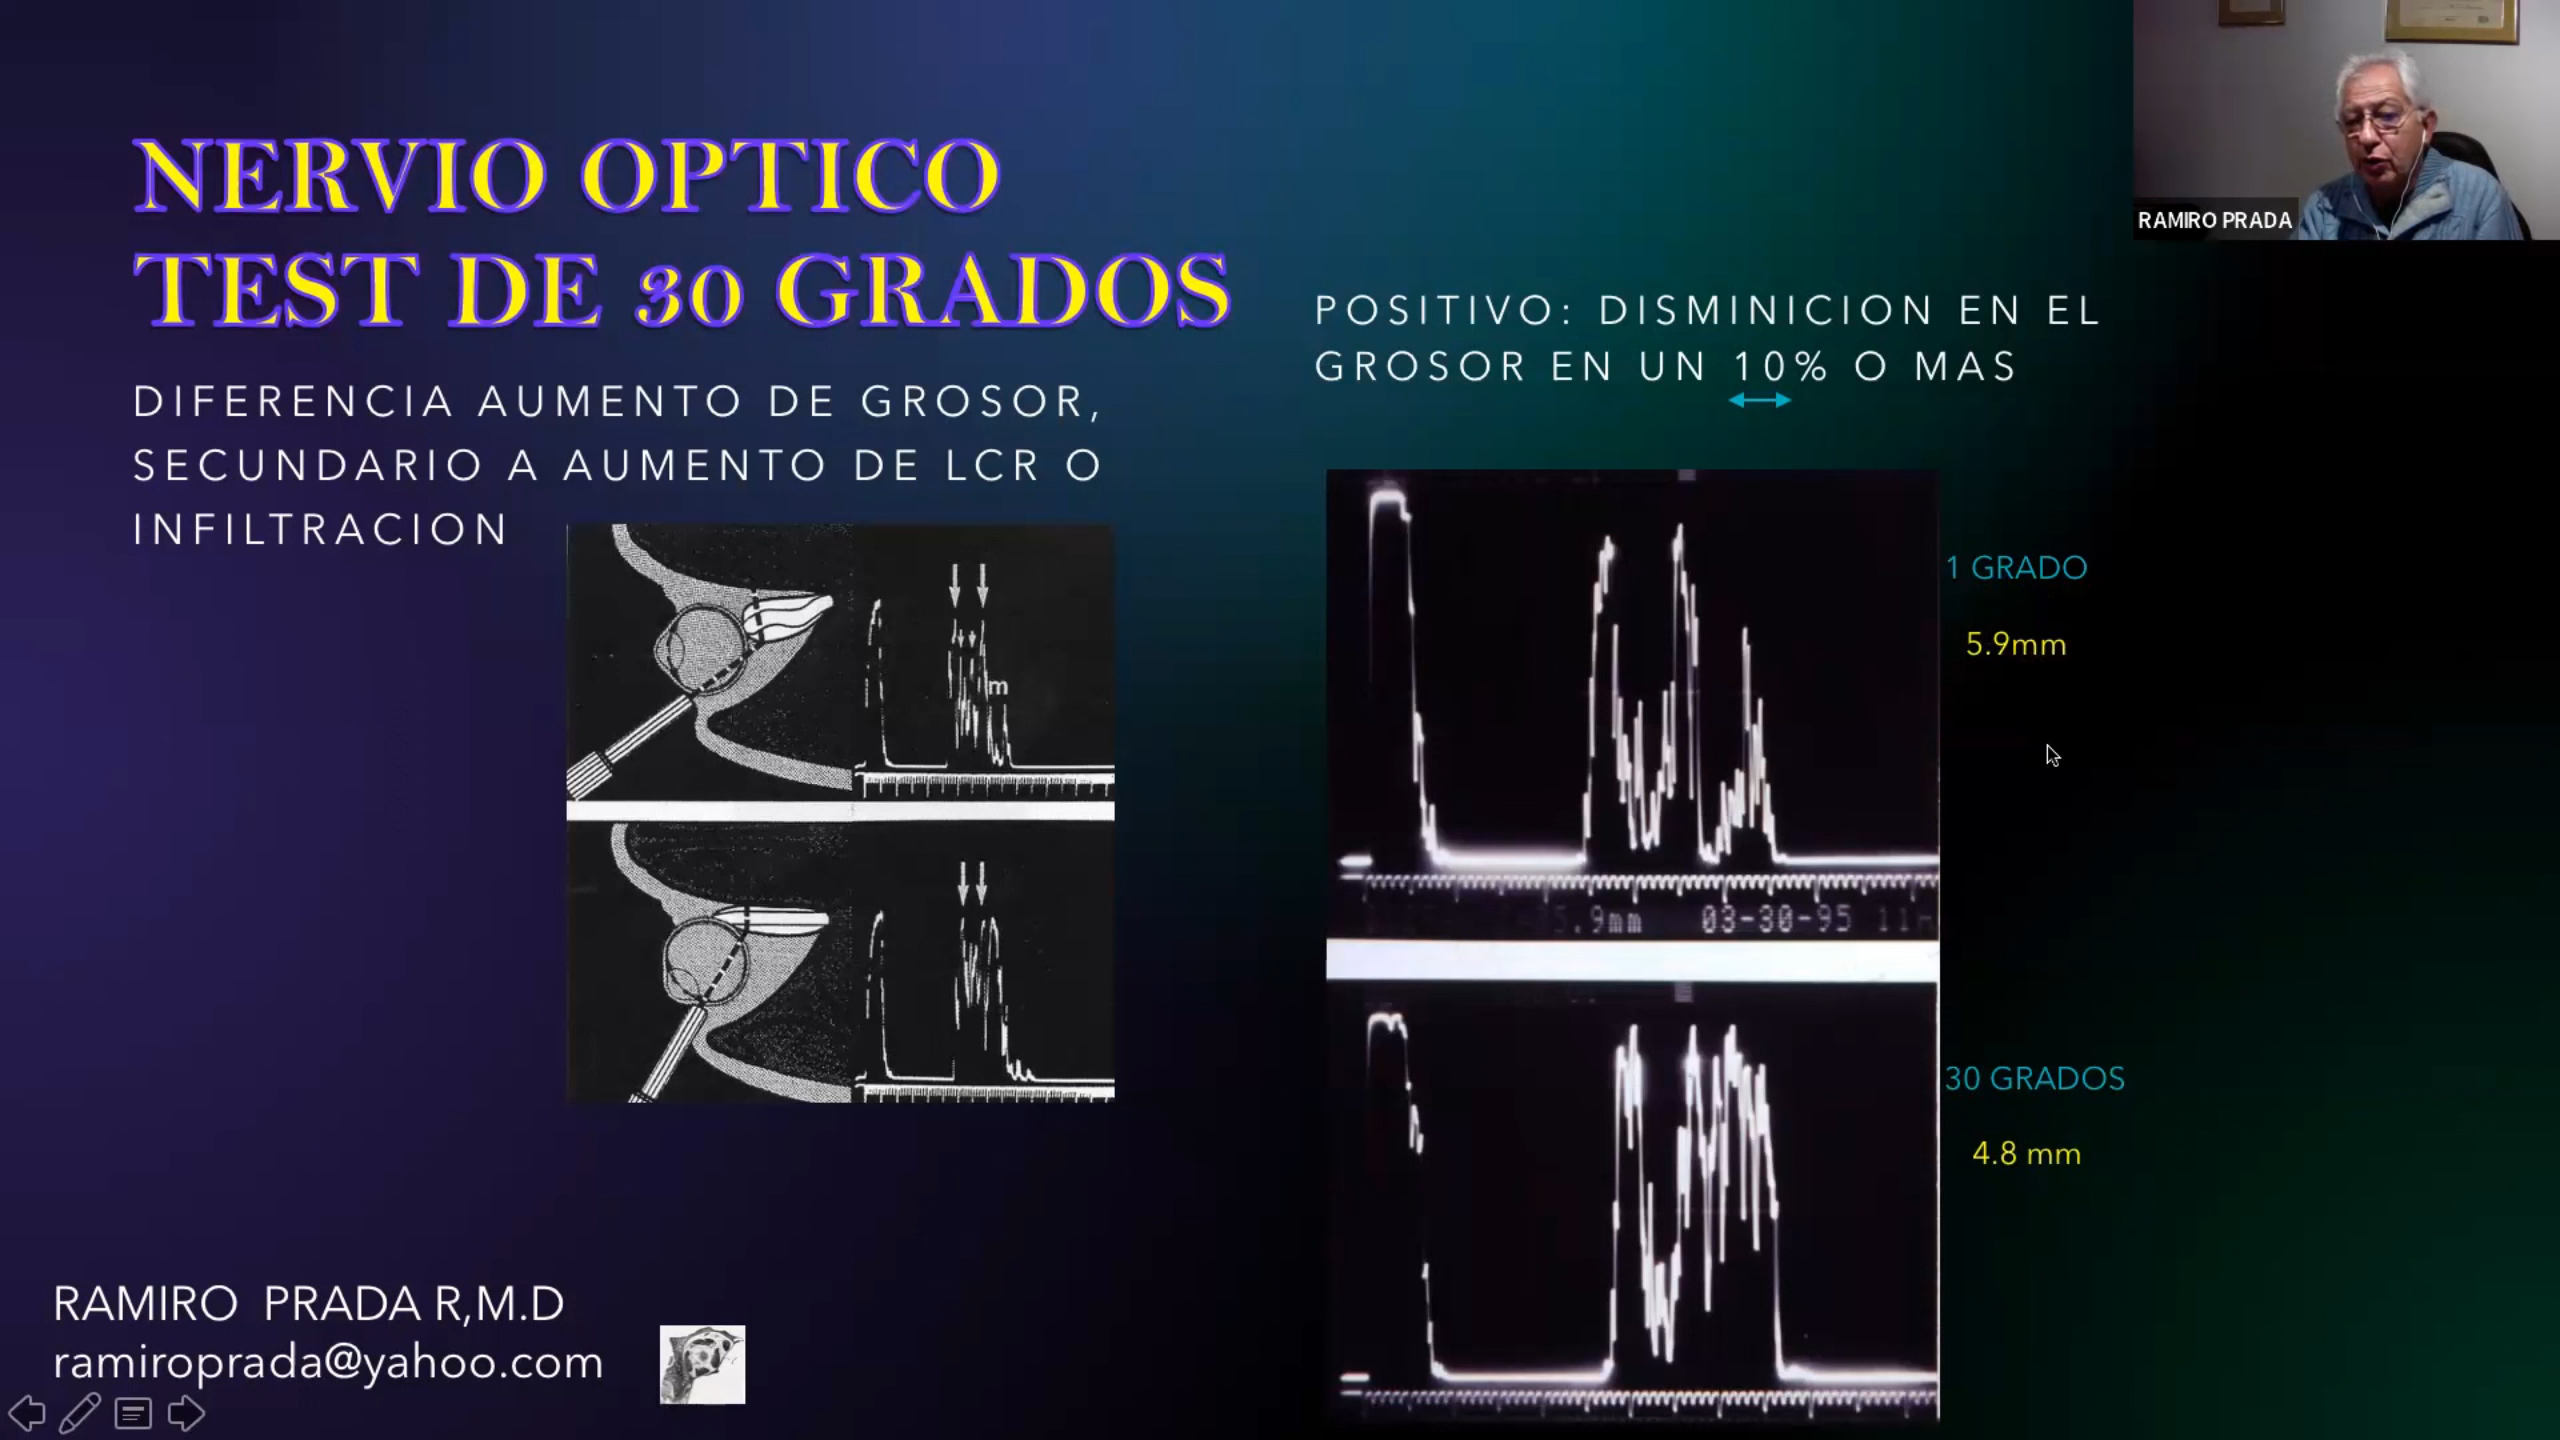 NERVIO OPTICO
TEST DE 30 GRADOS
DIFERENCIA AUMENTO DE GROSOR,
SECUNDARIO A AUMENTO DE LCR O
INFILTRACION
m
RAMIRO PRADA R,M.D
ramiroprada@yahoo.com
POSITIVO: DISMINICION EN EL
GROSOR EN UN 10% O MAS
1 GRADO
5.9mm
5.9mm 03-30-95 11
30 GRADOS
4.8 mm
RAMIRO PRADA